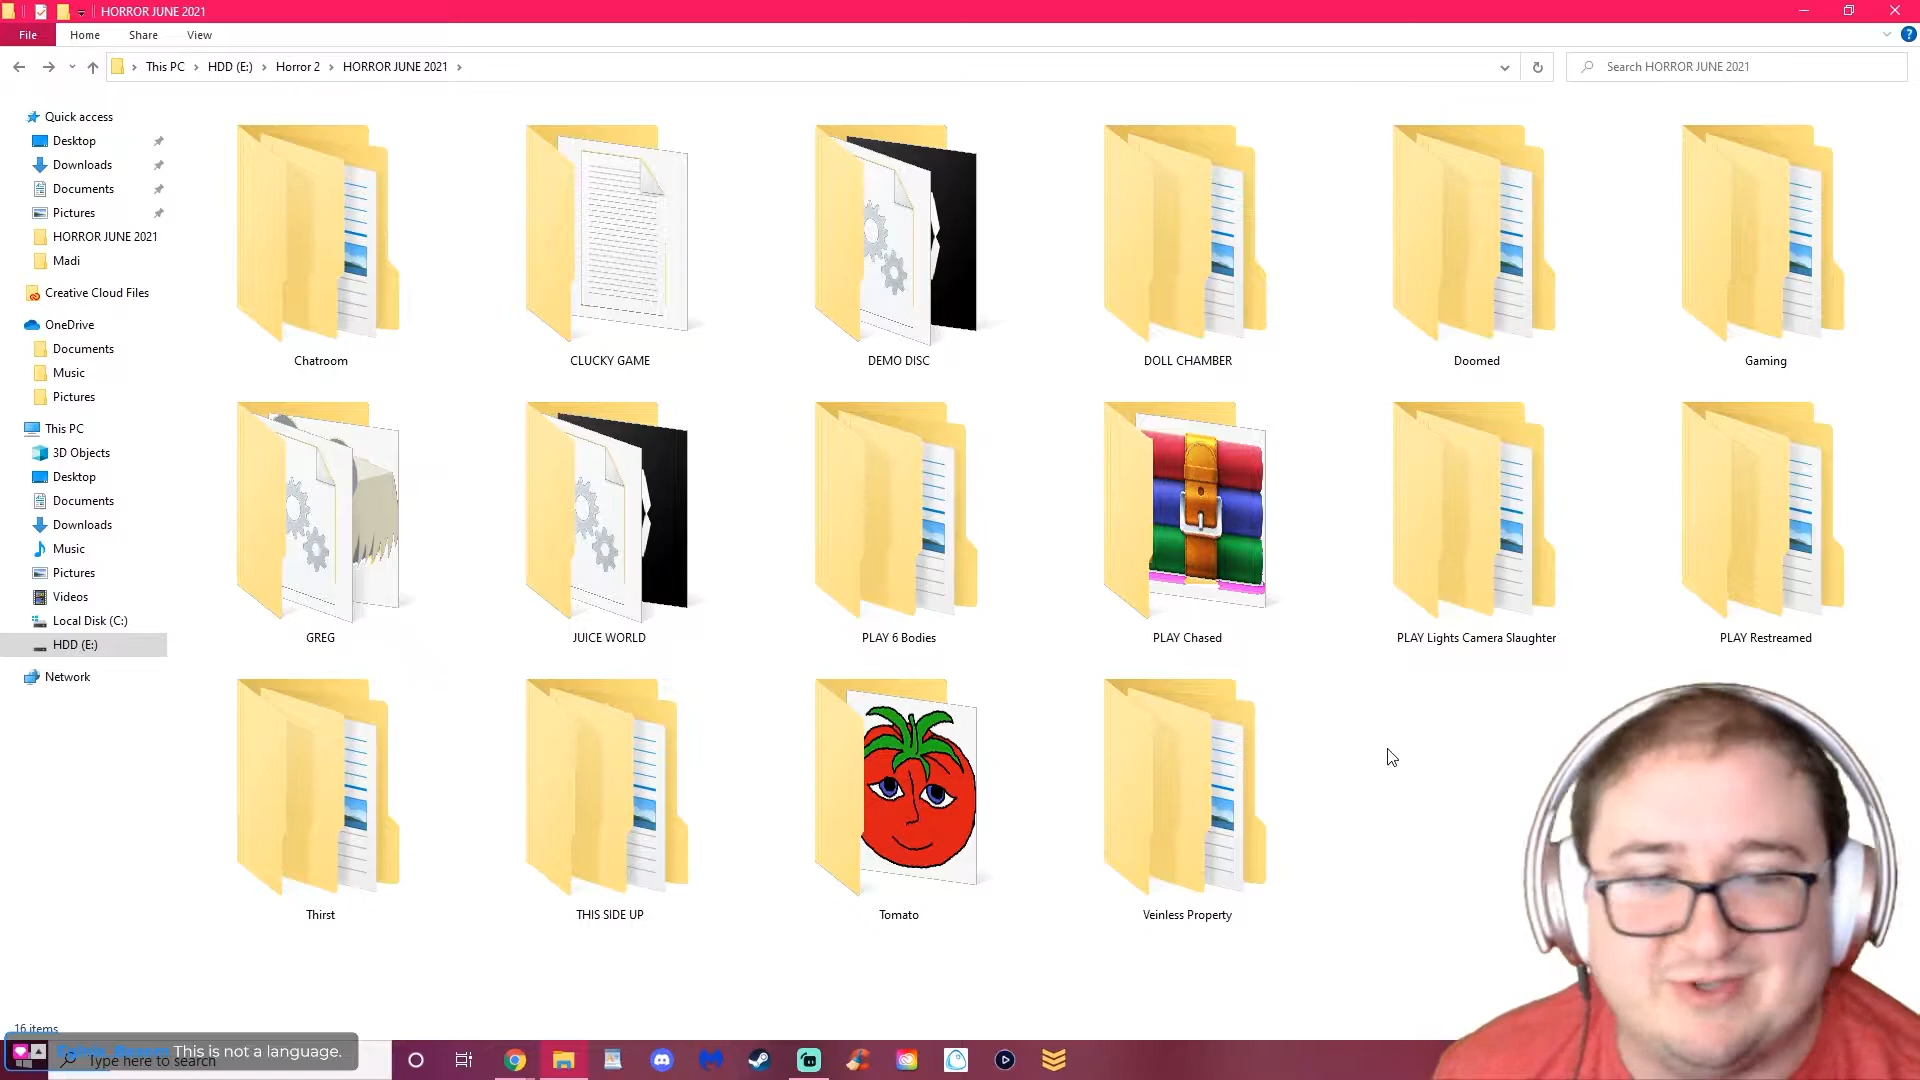 HORROR JUNE 2021
File Home Share View
This PC HDD (E:) Horror 2 HORROR JUNE 2021
Search HORROR JUNE 2021
Quick access
Desktop
Downloads
Documents
Pictures
HORROR JUNE 2021
Madi
Creative Cloud Files
OneDrive
Documents
Music
Pictures
This PC
3D Objects
Desktop
Documents
Downloads
Music
Pictures
Videos
Local Disk (C:)
HDD (E:)
Network
Chatroom CLUCKY GAME DEMO DISC DOLL CHAMBER Doomed Gaming
GREG JUICE WORLD PLAY 6 Bodies PLAY Chased PLAY Lights Camera Slaughter PLAY Restreamed
Thirst THIS SIDE UP Tomato Veinless Property
16 items
This is not a language.
Type here to search